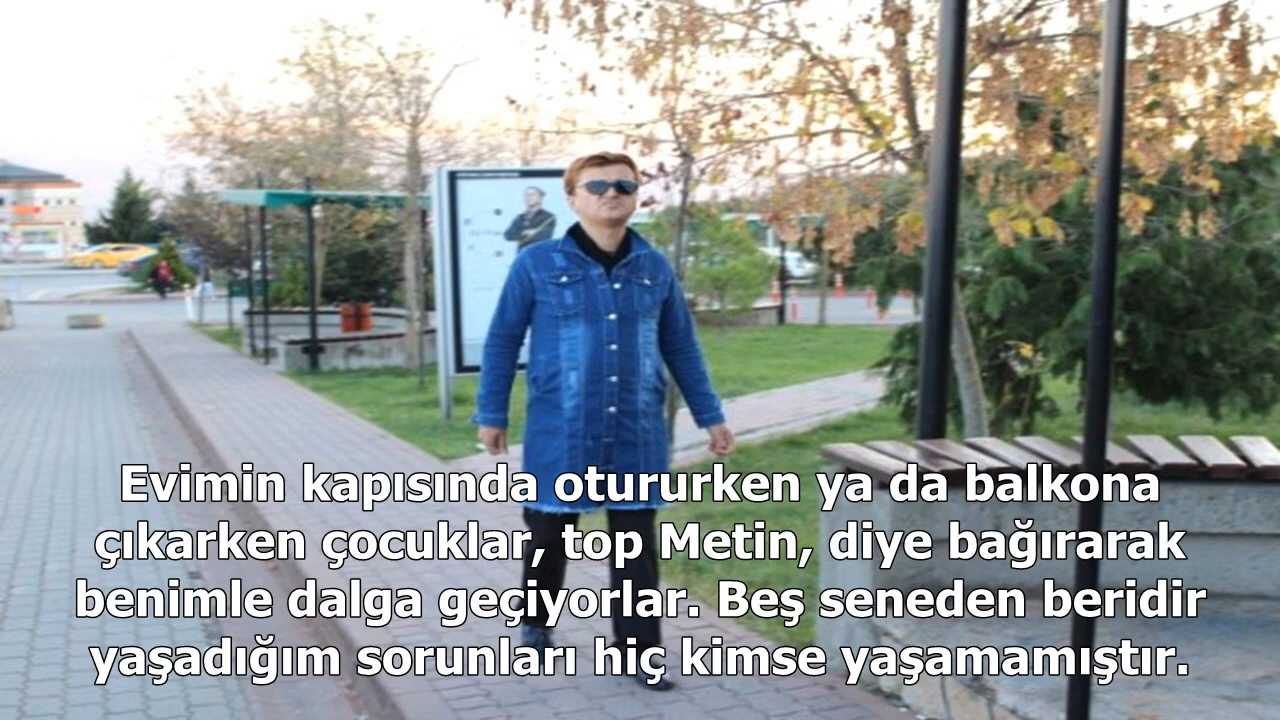 Evimin kapısında otururken ya da balkona
çıkarken çocuklar, top Metin, diye bağırarak
benimle dalga geçiyorlar. Beş seneden beridir
yaşadığım sorunları hiç kimse yaşamamıştır.